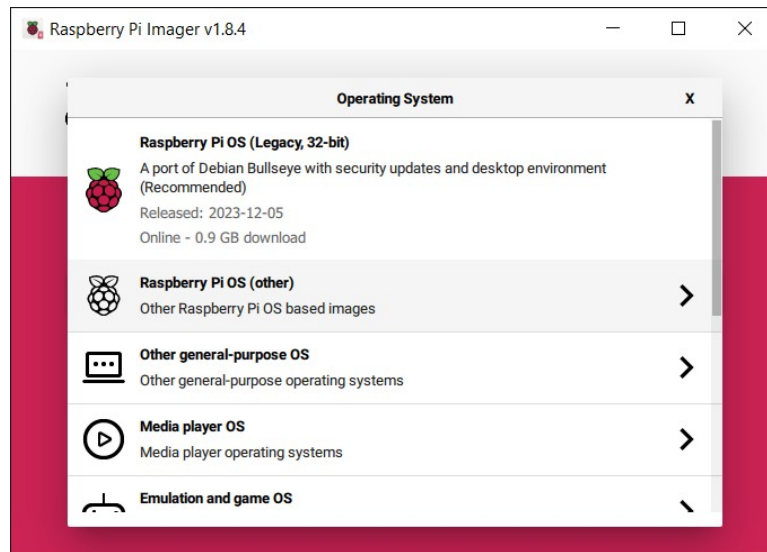 Raspberry Pi Imager v1.8.4
Operating System
X
Raspberry Pi OS (Legacy, 32-bit)
A port of Debian Bullseye with security updates and desktop environment
(Recommended)
Released: 2023-12-05
Online - 0.9 GB download
Raspberry Pi OS (other)
Other Raspberry Pi OS based images
Other general-purpose OS
Other general-purpose operating systems
Media player OS
Media player operating systems
Emulation and game OS